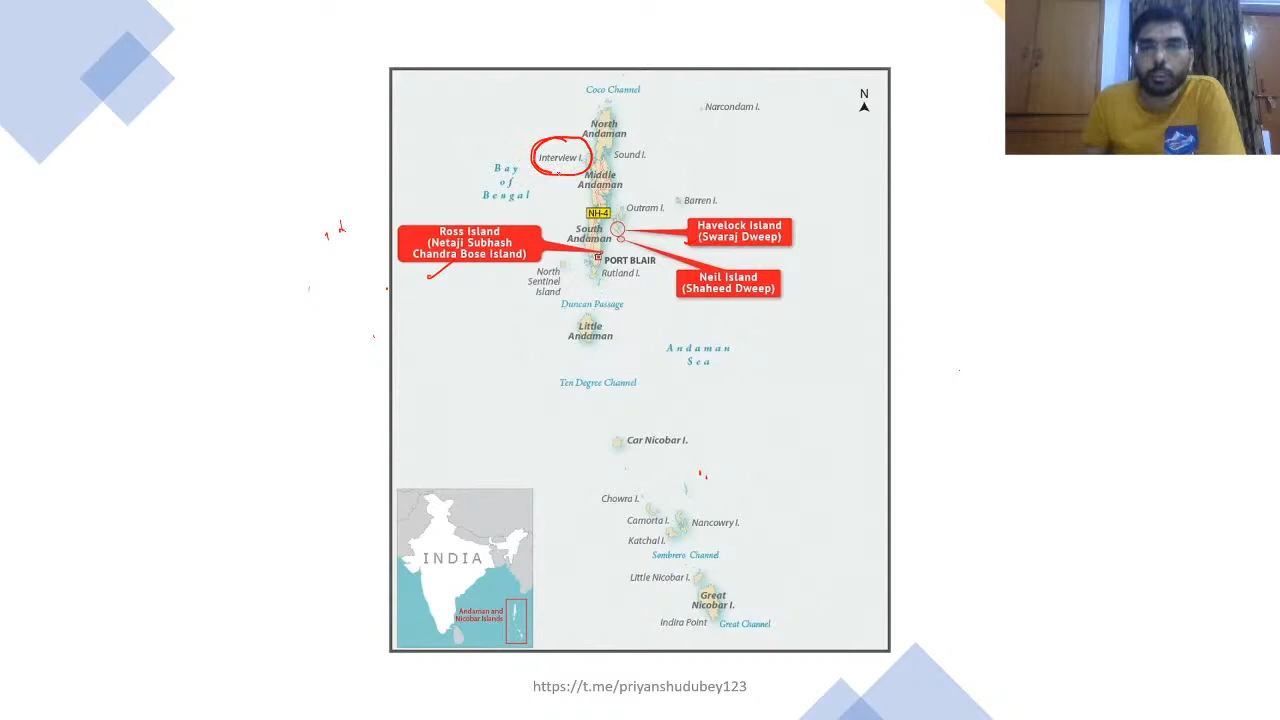 Coco Channel
N
Narcondam I.
North
Andaman
Interview I.
Sound I.
Bay
of
Bengal
Middle
Andaman
Barren I.
Outram I.
NH-4
Ross Island
(Netaji Subhash
Chandra Bose Island)
South
Andaman
Havelock Island
(Swaraj Dweep)
PORT BLAIR
North
Sentinel
Island
Rutland I.
Neil Island
(Shaheed Dweep)
Duncan Passage
Little
Andaman
Andaman
Sea
Ten Degree Channel
Car Nicobar I.
Chowra I.
Camorta I.
Nancowry I.
Katchal I.
Sombrero Channel
Little Nicobar I.
Great
Nicobar I.
Indira Point
Great Channel
INDIA
Andaman and
Nicobar Islands
https://t.me/priyanshudubey123